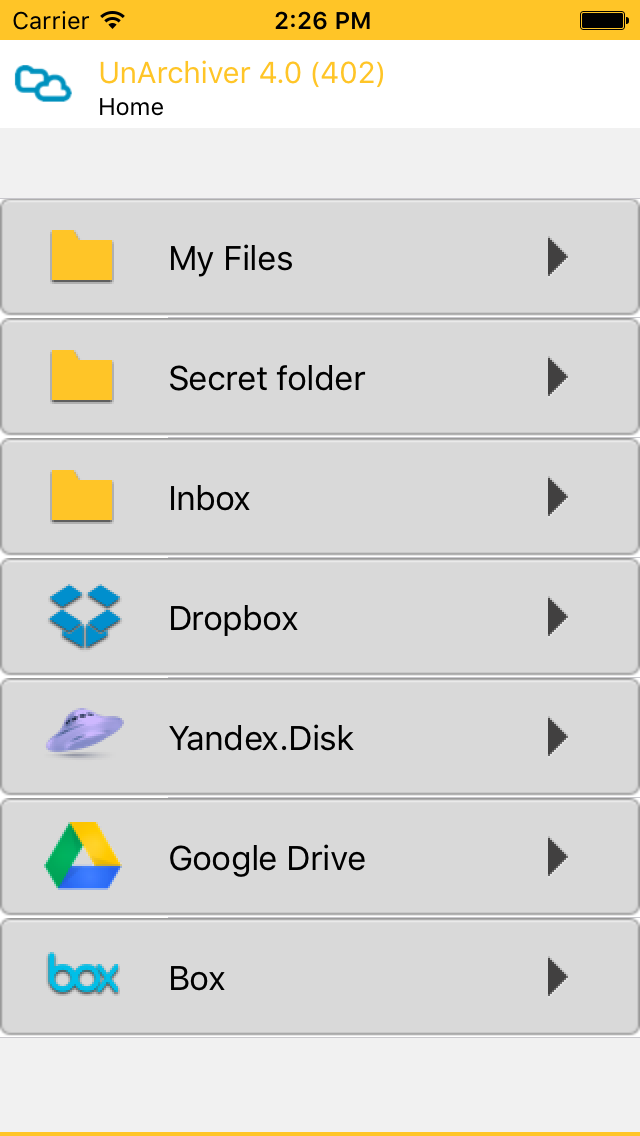 Carrier 2:26 PM
UnArchiver 4.0 (402)
Home
My Files
Secret folder
Inbox
Dropbox
Yandex.Disk
Google Drive
box Box